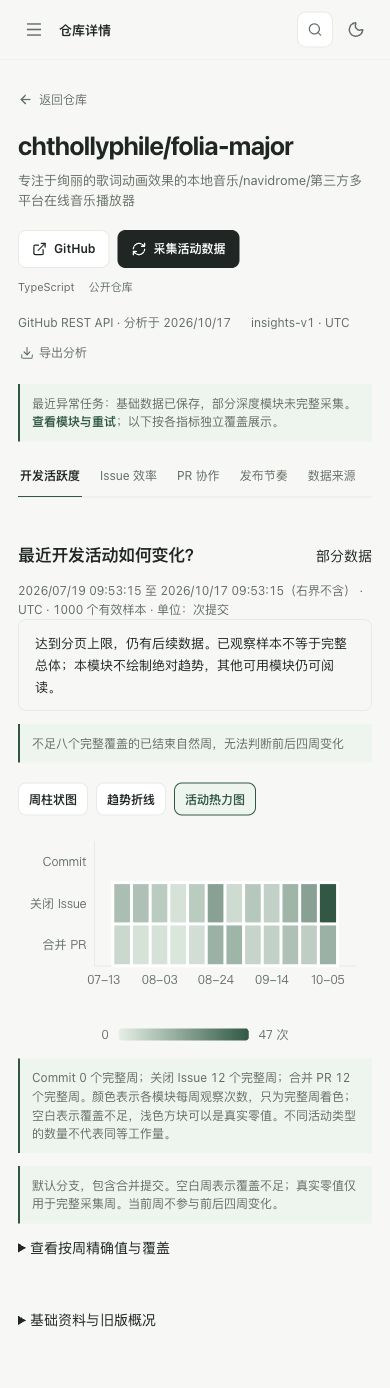 仓库详情
返回仓库
chthollyphile/folia-major
专注于绚丽的歌词动画效果的本地音乐/navidrome/第三方多
平台在线音乐播放器
GitHub 采集活动数据
TypeScript 公开仓库
GitHub REST API · 分析于 2026/10/17 insights-v1 · UTC
导出分析
最近异常任务：基础数据已保存，部分深度模块未完整采集。
查看模块与重试；以下按各指标独立覆盖展示。
开发活跃度 Issue 效率 PR 协作 发布节奏 数据来源
最近开发活动如何变化？ 部分数据
2026/07/19 09:53:15 至 2026/10/17 09:53:15（右界不含） ·
UTC · 1000 个有效样本 · 单位：次提交
达到分页上限，仍有后续数据。已观察样本不等于完整
总体；本模块不绘制绝对趋势，其他可用模块仍可阅
读。
不足八个完整覆盖的已结束自然周，无法判断前后四周变化
周柱状图 趋势折线 活动热力图
Commit
关闭 Issue
合并 PR
07-13 08-03 08-24 09-14 10-05
0 47 次
Commit 0 个完整周；关闭 Issue 12 个完整周；合并 PR 12
个完整周。颜色表示各模块每周观察次数，只为完整周着色；
空白表示覆盖不足，浅色方块可以是真实零值。不同活动类型
的数量不代表同等工作量。
默认分支，包含合并提交。空白周表示覆盖不足；真实零值仅
用于完整采集周。当前周不参与前后四周变化。
查看按周精确值与覆盖
基础资料与旧版概况